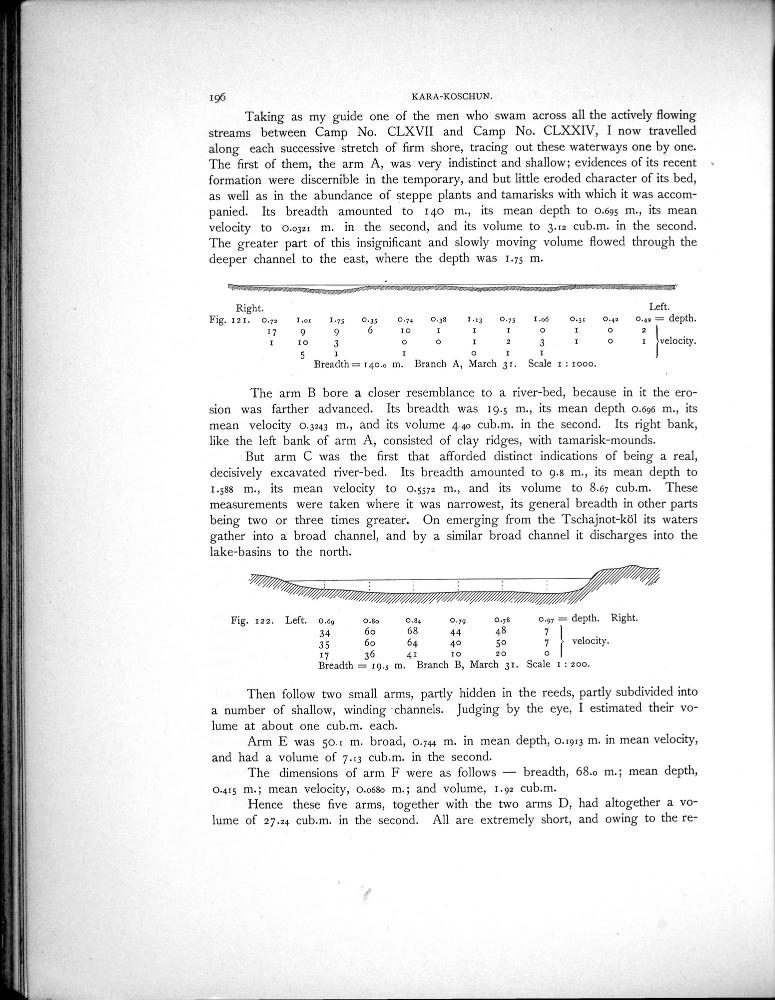 196 KARA-KOSCHUN.
Taking as my guide one of the men who swam across all the actively flowing
streams between Camp No. CLXVII and Camp No. CLXXIV, I now travelled
along each successive stretch of firm shore, tracing out these waterways one by one.
The first of them, the arm A, was very indistinct and shallow; evidences of its recent
formation were discernible in the temporary, and but little eroded character of its bed,
as well as in the abundance of steppe plants and tamarisks with which it was accom-
panied. Its breadth amounted to 140 m., its mean depth to 0.695 m., its mean
velocity to 0.0321 m. in the second, and its volume to 3.12 cub.m. in the second.
The greater part of this insignificant and slowly moving volume flowed through the
deeper channel to the east, where the depth was 1.75 m.
Right. Left.
Fig. 121. 0.72 1.01 1.75 0.35 0.74 0.38 1.13 0.75 1.06 0.31 0.42 0.42 = depth.
17 9 9 6 10 1 1 1 0 1 0 2
1 10 3 0 0 1 2 3 1 0 1 velocity.
5 1 1 0 1 1
Breadth = 140.0 m. Branch A, March 31. Scale 1 : 1000.
The arm B bore a closer resemblance to a river-bed, because in it the ero-
sion was farther advanced. Its breadth was 19.5 m., its mean depth 0.696 m., its
mean velocity 0.3243 m., and its volume 4.40 cub.m. in the second. Its right bank,
like the left bank of arm A, consisted of clay ridges, with tamarisk-mounds.
But arm C was the first that afforded distinct indications of being a real,
decisively excavated river-bed. Its breadth amounted to 9.8 m., its mean depth to
1.588 m., its mean velocity to 0.5572 m., and its volume to 8.67 cub.m. These
measurements were taken where it was narrowest, its general breadth in other parts
being two or three times greater. On emerging from the Tschajnot-köl its waters
gather into a broad channel, and by a similar broad channel it discharges into the
lake-basins to the north.
Fig. 122. Left. 0.69 0.80 0.84 0.79 0.78 0.97 = depth. Right.
34 60 68 44 48 7
35 60 64 40 50 7 velocity.
17 36 41 10 20 0
Breadth = 19.5 m. Branch B, March 31. Scale 1 : 200.
Then follow two small arms, partly hidden in the reeds, partly subdivided into
a number of shallow, winding channels. Judging by the eye, I estimated their vo-
lume at about one cub.m. each.
Arm E was 50.1 m. broad, 0.744 m. in mean depth, 0.1913 m. in mean velocity,
and had a volume of 7.13 cub.m. in the second.
The dimensions of arm F were as follows — breadth, 68.0 m.; mean depth,
0.415 m.; mean velocity, 0.0680 m.; and volume, 1.92 cub.m.
Hence these five arms, together with the two arms D, had altogether a vo-
lume of 27.24 cub.m. in the second. All are extremely short, and owing to the re-